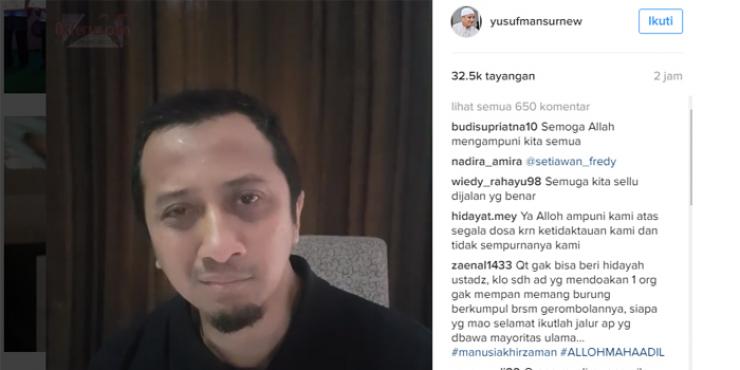 yusufmansurnew
Ikuti
32.5k tayangan
2 jam
lihat semua 650 komentar
budisupriatna10 Semoga Allah
mengampuni kita semua
nadira_amira @setiawan_fredy
wiedy_rahayu98 Semuga kita sellu
dijalan yg benar
hidayat.mey Ya Alloh ampuni kami atas
segala dosa krn ketidaktauan kami dan
tidak sempurnanya kami
zaenal1433 Qt gak bisa beri hidayah
ustadz, klo sdh ad yg mendoakan 1 org
gak mempan memang burung
berkumpul brsm gerombolannya, siapa
yg mao selamat ikutlah jalur ap yg
dbawa mayoritas ulama...
#manusiakhirzaman #ALLOHMAHAADIL